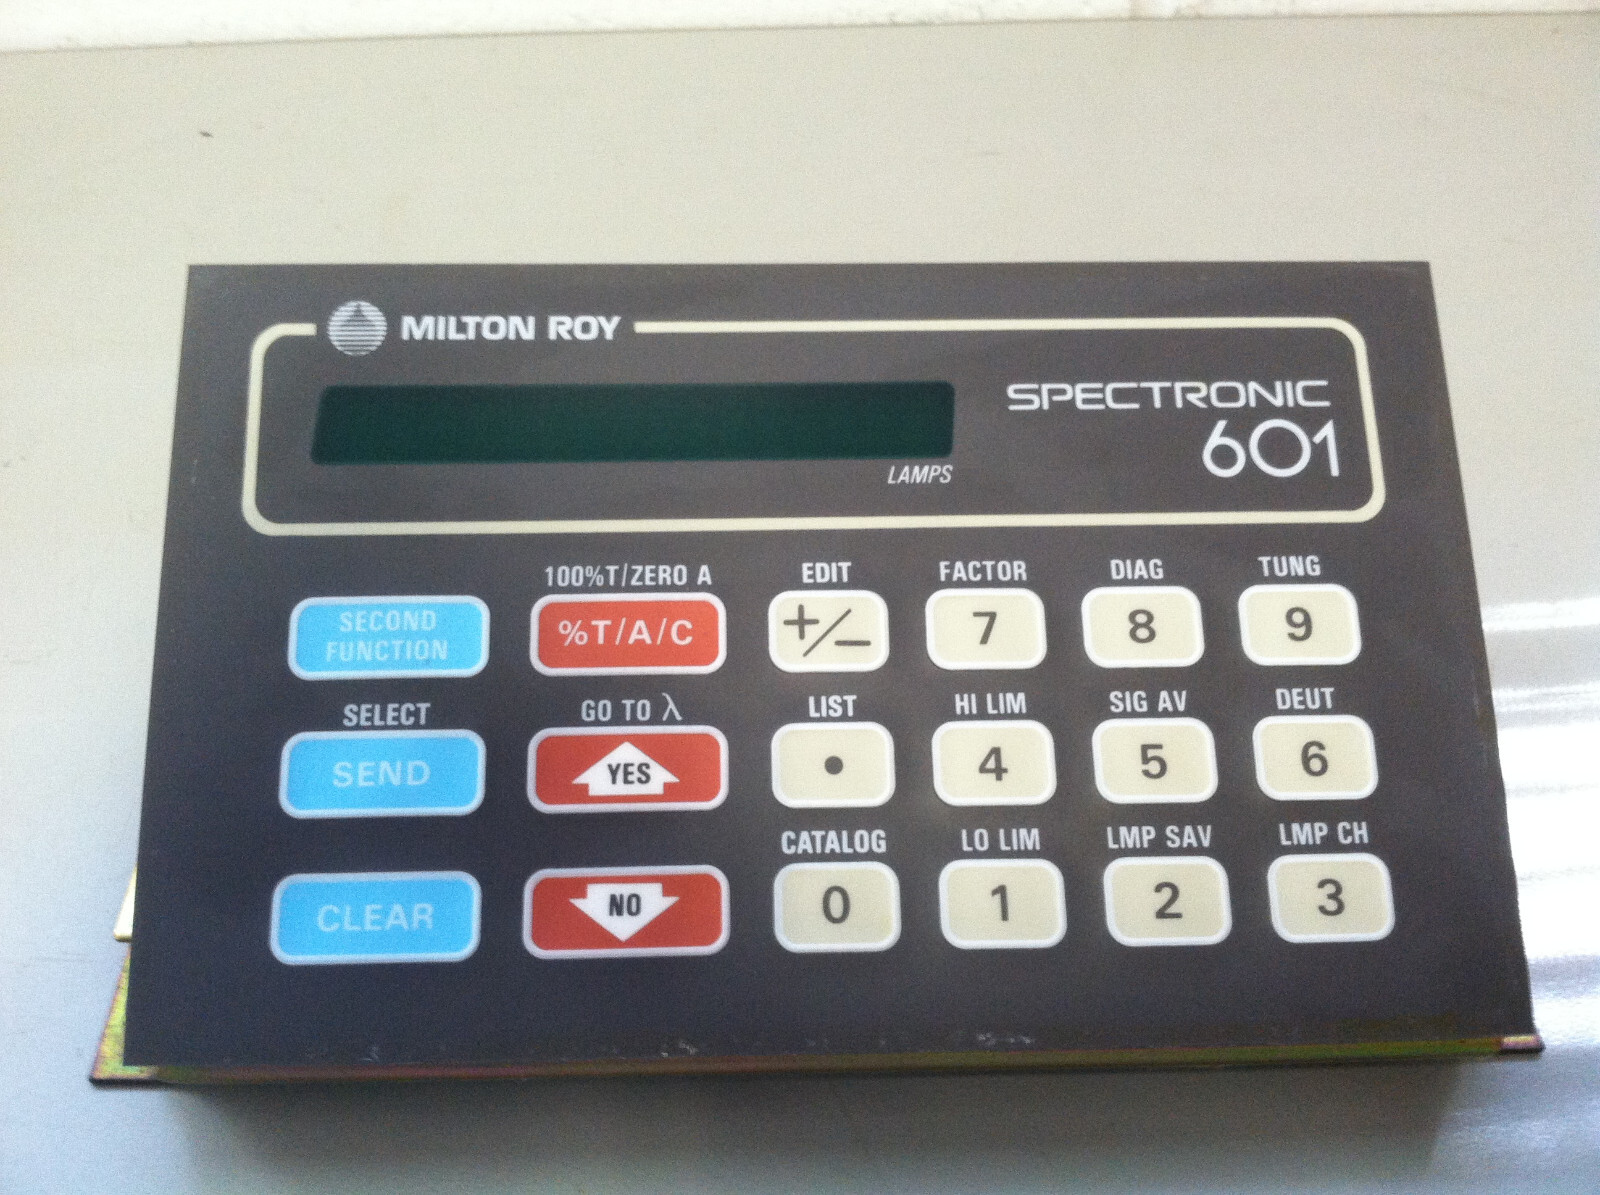 MILTON ROY
SPECTRONIC
601
LAMPS
100%T/ZERO A EDIT FACTOR DIAG TUNG
SECOND
FUNCTION
%T/A/C +/− 7 8 9
SELECT GO TO λ LIST HI LIM SIG AV DEUT
SEND YES • 4 5 6
CATALOG LO LIM LMP SAV LMP CH
CLEAR NO 0 1 2 3